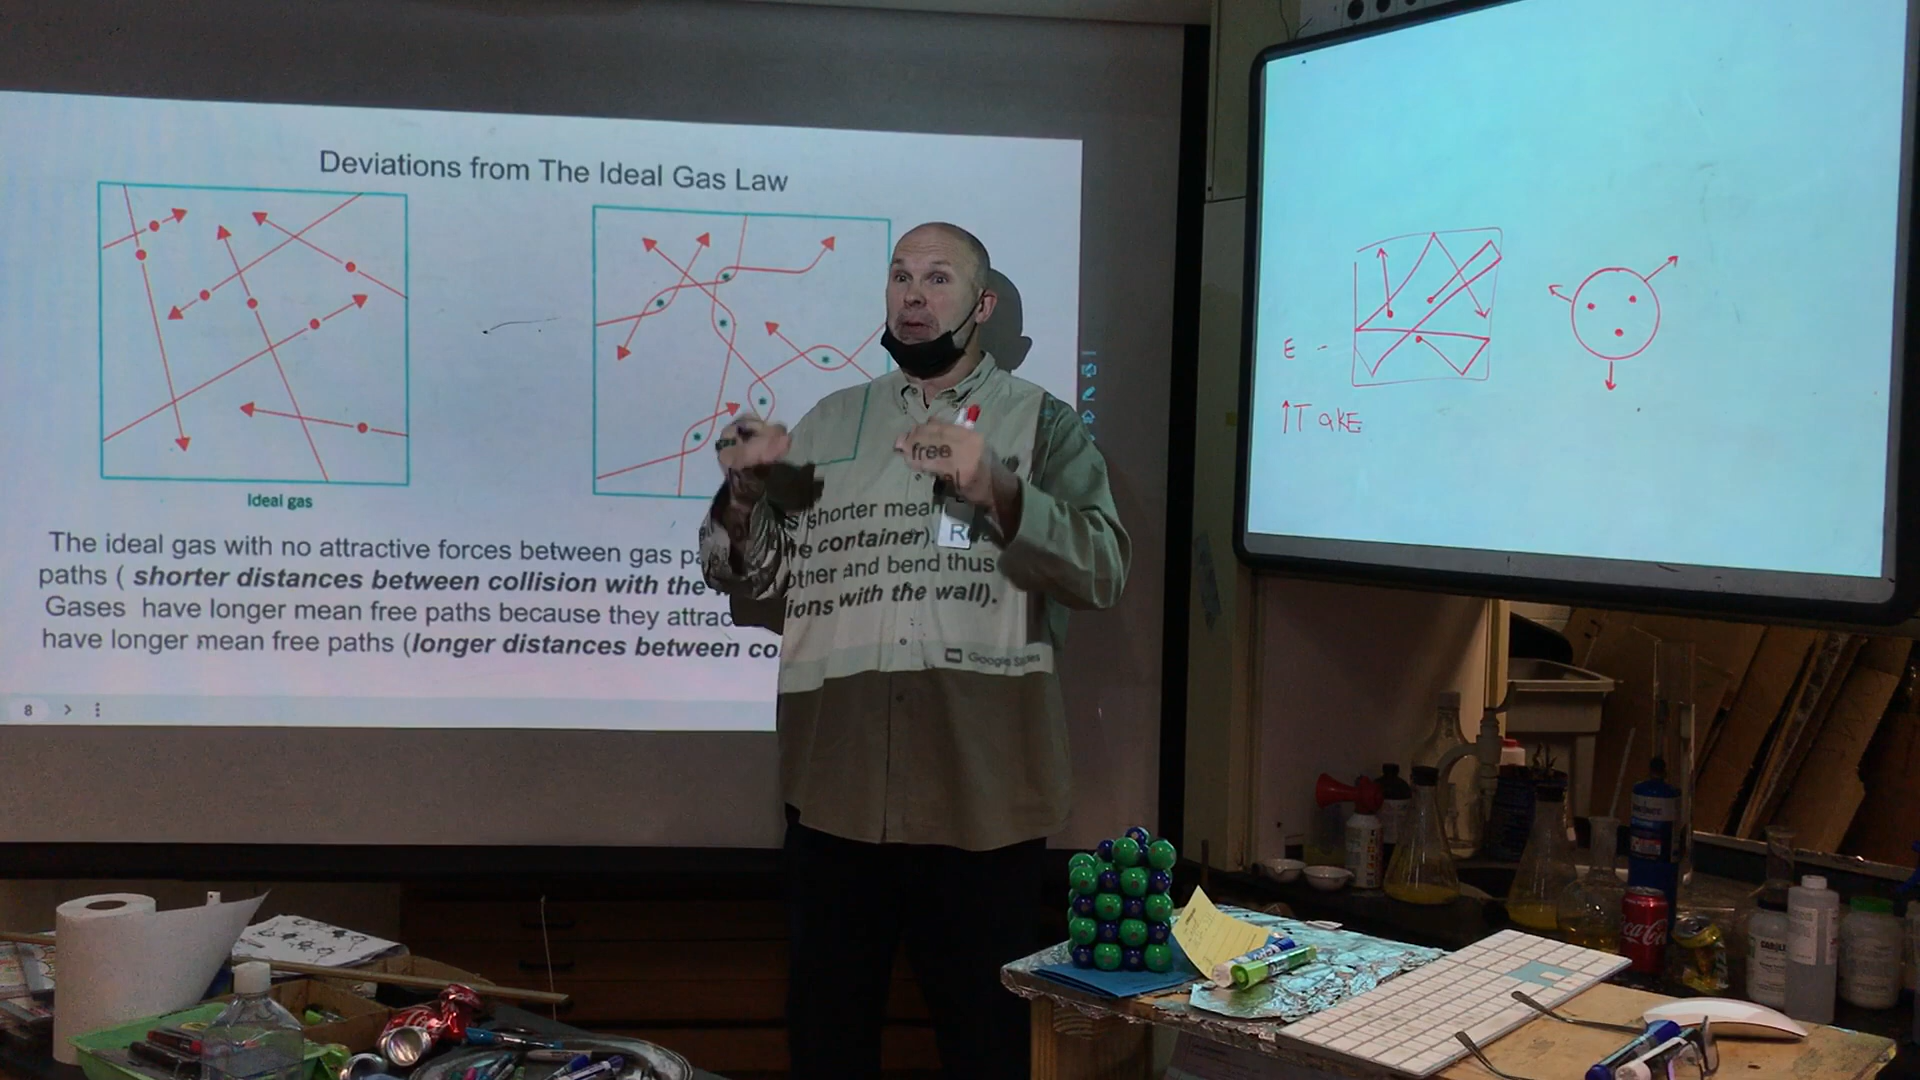 Deviations from The Ideal Gas Law
Ideal gas
The ideal gas with no attractive forces between gas pa free
paths ( shorter distances between collision with the he container). R
Gases have longer mean free paths because they attrac other and bend thus
have longer mean free paths (longer distances between co ions with the wall).
s shorter mean
Google Slides
8
E -
↑T aKE
Coca-Cola